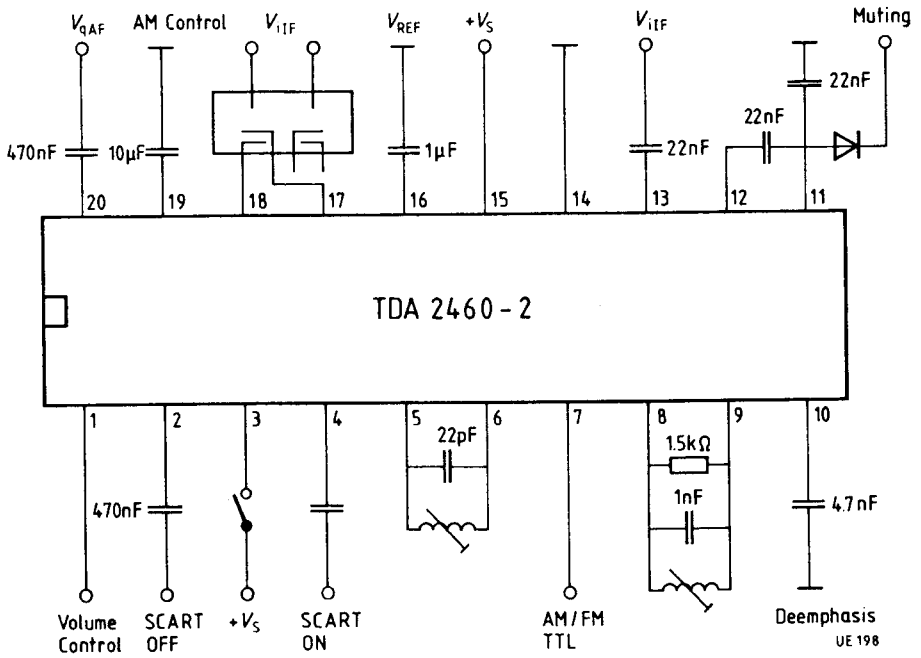 V_qAF AM Control V_iIF V_REF +V_S V_iIF Muting
22nF
22nF
470nF 10µF 1µF 22nF
20 19 18 17 16 15 14 13 12 11
TDA 2460-2
1 2 3 4 5 6 7 8 9 10
22pF 1.5kΩ
1nF
470nF 4.7nF
Volume Control SCART OFF +V_S SCART ON AM/FM TTL Deemphasis
UE 198